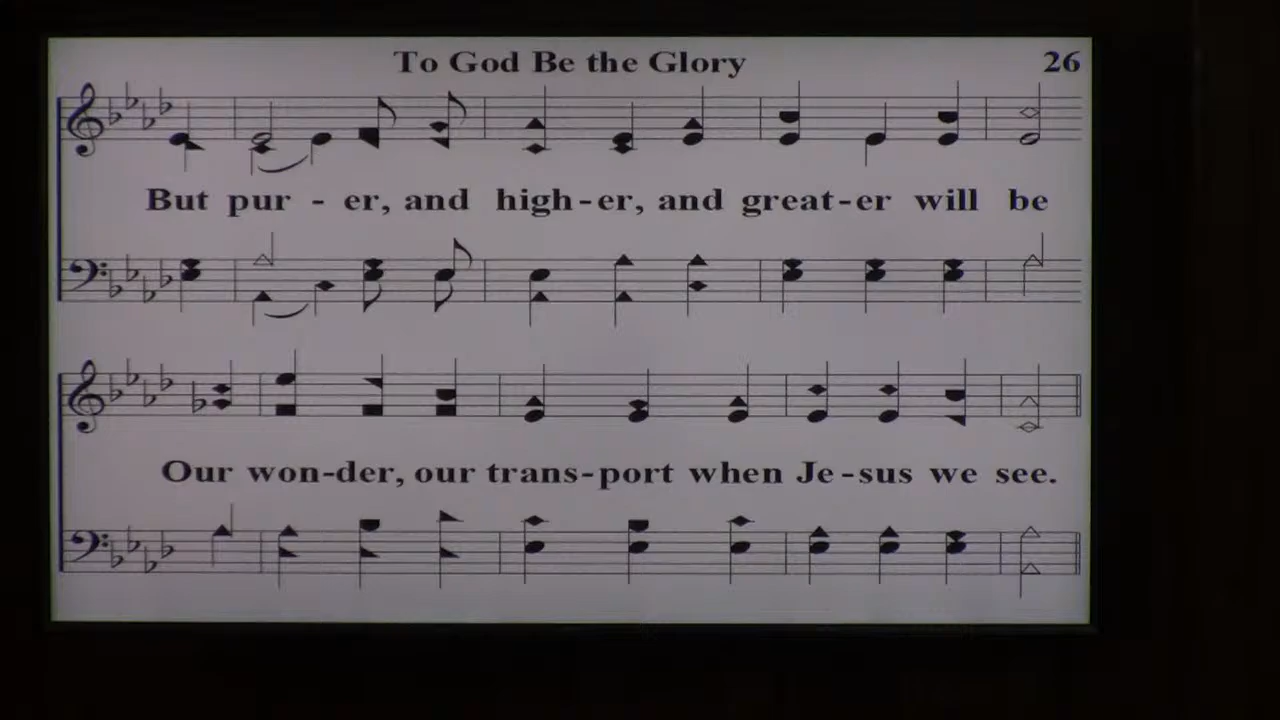 To God Be the Glory 26
But pur - er, and high-er, and great-er will be
Our won-der, our trans-port when Je-sus we see.